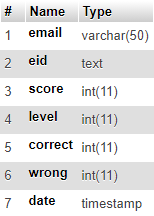 # Name Type
1 email varchar(50)
2 eid text
3 score int(11)
4 level int(11)
5 correct int(11)
6 wrong int(11)
7 date timestamp